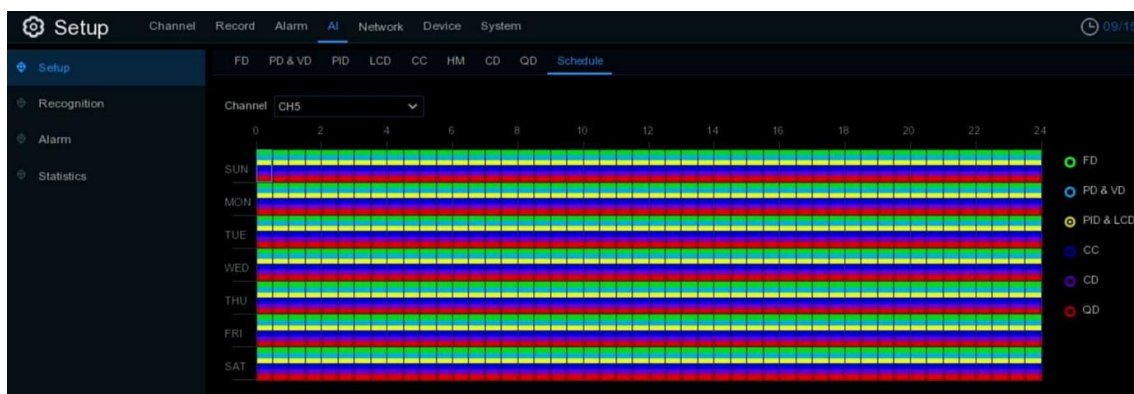 Setup Channel Record Alarm AI Network Device System 09/15
Setup FD PD & VD PID LCD CC HM CD QD Schedule
Recognition
Channel CH5
Alarm
0 2 4 6 8 10 12 14 16 18 20 22 24
Statistics
SUN
MON
TUE
WED
THU
FRI
SAT
FD
PD & VD
PID & LCD
CC
CD
QD